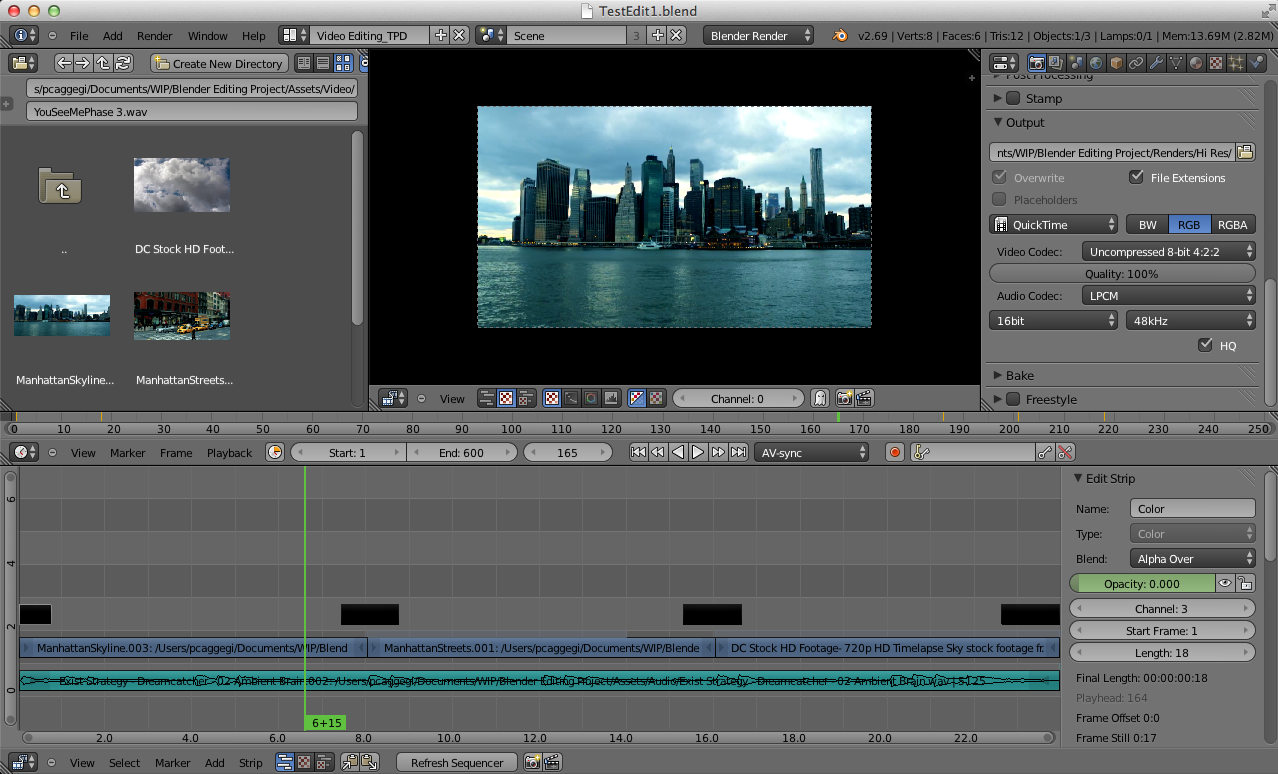 TestEdit1.blend
File Add Render Window Help Video Editing_TPD Scene 3 Blender Render v2.69 | Verts:8 | Faces:6 | Tris:12 | Objects:1/3 | Lamps:0/1 | Mem:13.69M (2.82M)
Create New Directory
s/pcaggegi/Documents/WIP/Blender Editing Project/Assets/Video/
YouSeeMePhase 3.wav
..
DC Stock HD Foot...
ManhattanSkyline...
ManhattanStreets...
View Channel: 0
Post Processing
Stamp
Output
nts/WIP/Blender Editing Project/Renders/Hi Res/
Overwrite File Extensions
Placeholders
QuickTime BW RGB RGBA
Video Codec: Uncompressed 8-bit 4:2:2
Quality: 100%
Audio Codec: LPCM
16bit 48kHz
HQ
Bake
Freestyle
0 10 20 30 40 50 60 70 80 90 100 110 120 130 140 150 160 170 180 190 200 210 220 230 240 250
View Marker Frame Playback Start: 1 End: 600 165 AV-sync
6
4
2
0
ManhattanSkyline.003: /Users/pcaggegi/Documents/WIP/Blend
ManhattanStreets.001: /Users/pcaggegi/Documents/WIP/Blende
DC Stock HD Footage- 720p HD Timelapse Sky stock footage fr
Exist Strategy - Dreamcatcher - 02 Ambient Brain.002: /Users/pcaggegi/Documents/WIP/Blender Editing Project/Assets/Audio/Exist Strategy - Dreamcatcher - 02 Ambient Brain.wav | 5125
6+15
2.0 4.0 6.0 8.0 10.0 12.0 14.0 16.0 18.0 20.0 22.0
Edit Strip
Name: Color
Type: Color
Blend: Alpha Over
Opacity: 0.000
Channel: 3
Start Frame: 1
Length: 18
Final Length: 00:00:00:18
Playhead: 164
Frame Offset 0:0
Frame Still 0:17
View Select Marker Add Strip Refresh Sequencer